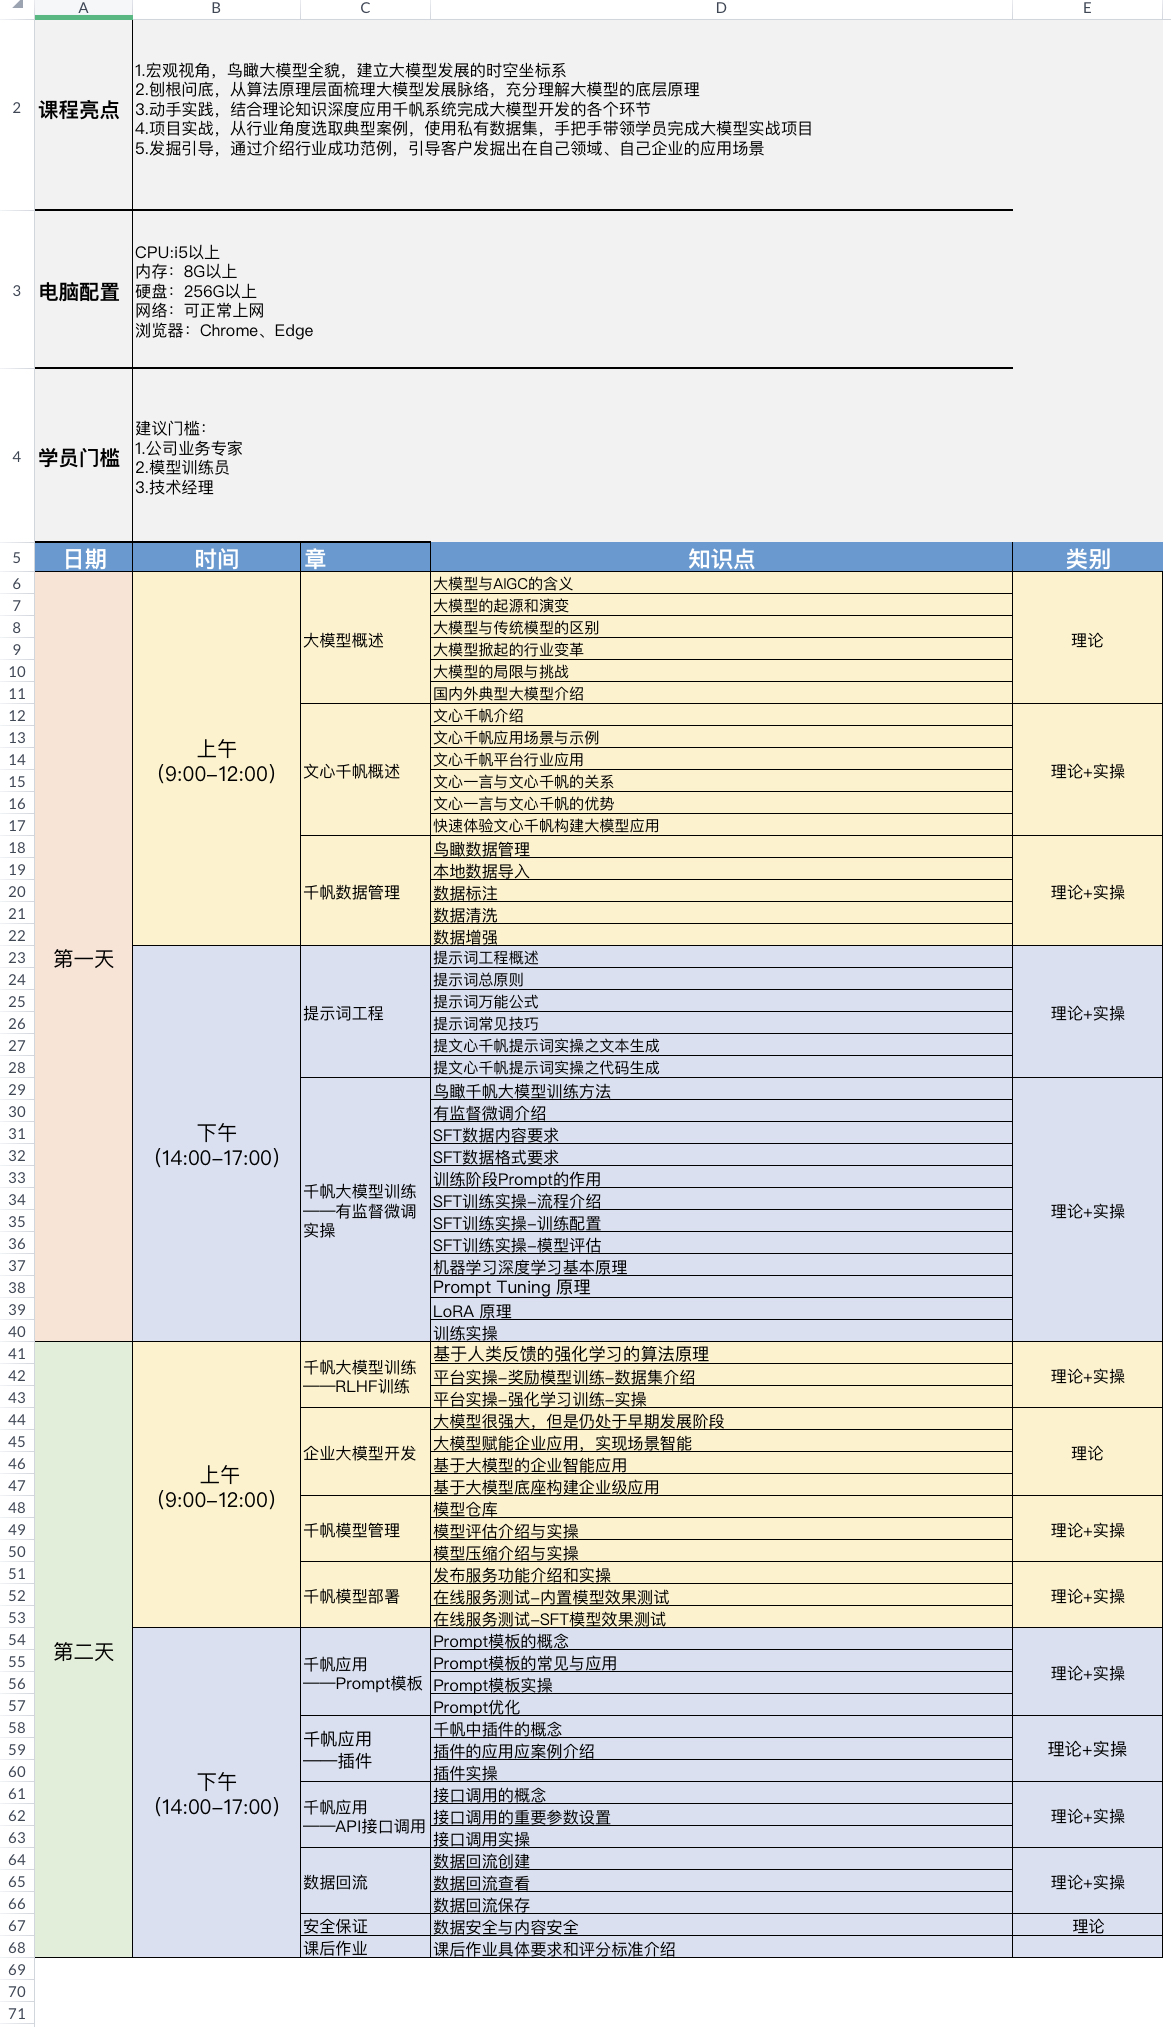 A B C D E
2
课程亮点
1.宏观视角，鸟瞰大模型全貌，建立大模型发展的时空坐标系
2.刨根问底，从算法原理层面梳理大模型发展脉络，充分理解大模型的底层原理
3.动手实践，结合理论知识深度应用千帆系统完成大模型开发的各个环节
4.项目实战，从行业角度选取典型案例，使用私有数据集，手把手带领学员完成大模型实战项目
5.发掘引导，通过介绍行业成功范例，引导客户发掘出在自己领域、自己企业的应用场景
3
电脑配置
CPU:i5以上
内存：8G以上
硬盘：256G以上
网络：可正常上网
浏览器：Chrome、Edge
4
学员门槛
建议门槛：
1.公司业务专家
2.模型训练员
3.技术经理
5 日期 时间 章 知识点 类别
第一天
上午
（9:00-12:00）
大模型概述
6 大模型与AIGC的含义
7 大模型的起源和演变
8 大模型与传统模型的区别
9 大模型掀起的行业变革
10 大模型的局限与挑战
11 国内外典型大模型介绍
理论
文心千帆概述
12 文心千帆介绍
13 文心千帆应用场景与示例
14 文心千帆平台行业应用
15 文心一言与文心千帆的关系
16 文心一言与文心千帆的优势
17 快速体验文心千帆构建大模型应用
理论+实操
千帆数据管理
18 鸟瞰数据管理
19 本地数据导入
20 数据标注
21 数据清洗
22 数据增强
理论+实操
下午
（14:00-17:00）
提示词工程
23 提示词工程概述
24 提示词总原则
25 提示词万能公式
26 提示词常见技巧
27 提文心千帆提示词实操之文本生成
28 提文心千帆提示词实操之代码生成
理论+实操
千帆大模型训练
——有监督微调
实操
29 鸟瞰千帆大模型训练方法
30 有监督微调介绍
31 SFT数据内容要求
32 SFT数据格式要求
33 训练阶段Prompt的作用
34 SFT训练实操-流程介绍
35 SFT训练实操-训练配置
36 SFT训练实操-模型评估
37 机器学习深度学习基本原理
38 Prompt Tuning 原理
39 LoRA 原理
40 训练实操
理论+实操
第二天
上午
（9:00-12:00）
千帆大模型训练
——RLHF训练
41 基于人类反馈的强化学习的算法原理
42 平台实操-奖励模型训练-数据集介绍
43 平台实操-强化学习训练-实操
理论+实操
企业大模型开发
44 大模型很强大，但是仍处于早期发展阶段
45 大模型赋能企业应用，实现场景智能
46 基于大模型的企业智能应用
47 基于大模型底座构建企业级应用
理论
千帆模型管理
48 模型仓库
49 模型评估介绍与实操
50 模型压缩介绍与实操
理论+实操
千帆模型部署
51 发布服务功能介绍和实操
52 在线服务测试-内置模型效果测试
53 在线服务测试-SFT模型效果测试
理论+实操
下午
（14:00-17:00）
千帆应用
——Prompt模板
54 Prompt模板的概念
55 Prompt模板的常见与应用
56 Prompt模板实操
57 Prompt优化
理论+实操
千帆应用
——插件
58 千帆中插件的概念
59 插件的应用应案例介绍
60 插件实操
理论+实操
千帆应用
——API接口调用
61 接口调用的概念
62 接口调用的重要参数设置
63 接口调用实操
理论+实操
数据回流
64 数据回流创建
65 数据回流查看
66 数据回流保存
理论+实操
67 安全保证 数据安全与内容安全 理论
68 课后作业 课后作业具体要求和评分标准介绍
69
70
71